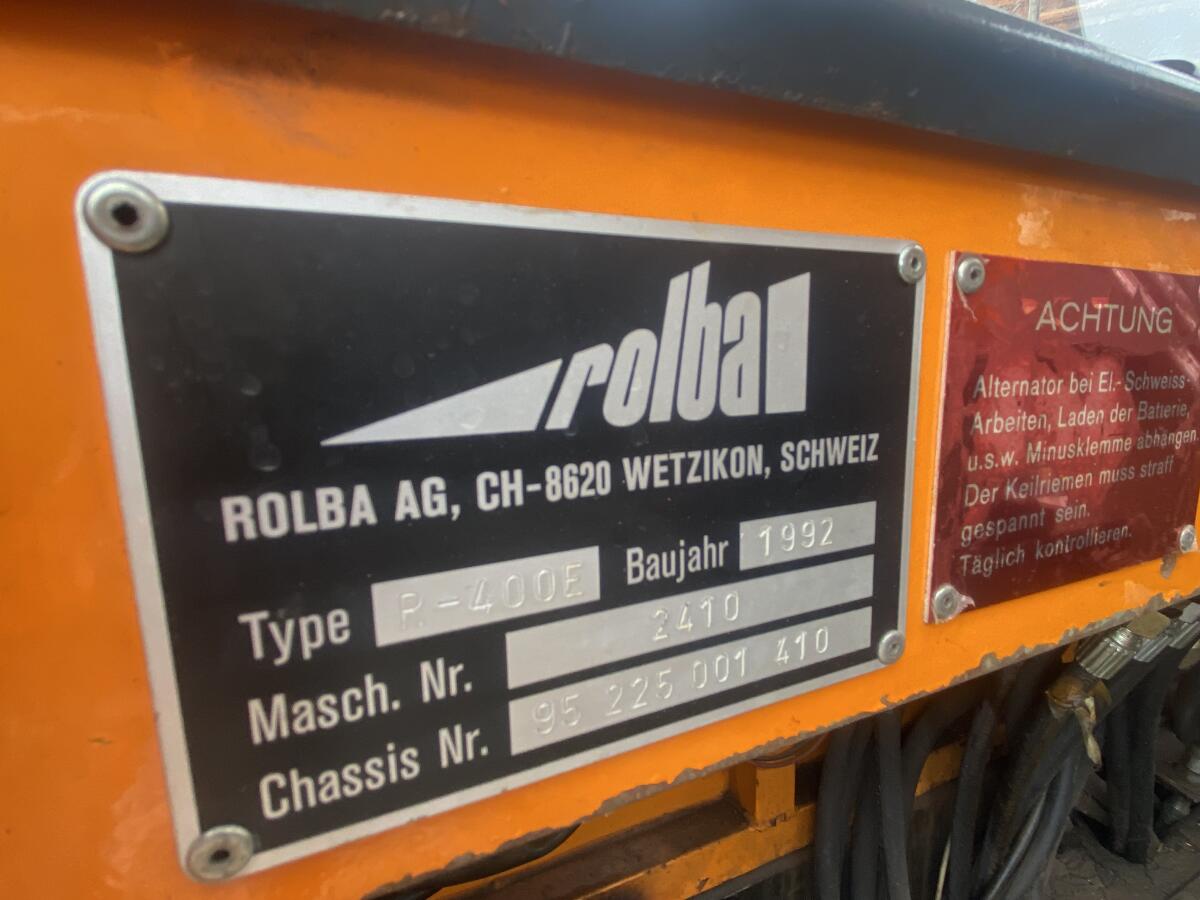 rolba
ROLBA AG, CH-8620 WETZIKON, SCHWEIZ
Type R-400E Baujahr 1992
Masch. Nr. 2410
Chassis Nr. 95 225 001 410
ACHTUNG
Alternator bei El.-Schweiss-
Arbeiten, Laden der Batterie,
u.s.w. Minusklemme abhängen
Der Keilriemen muss straff
gespannt sein.
Täglich kontrollieren.